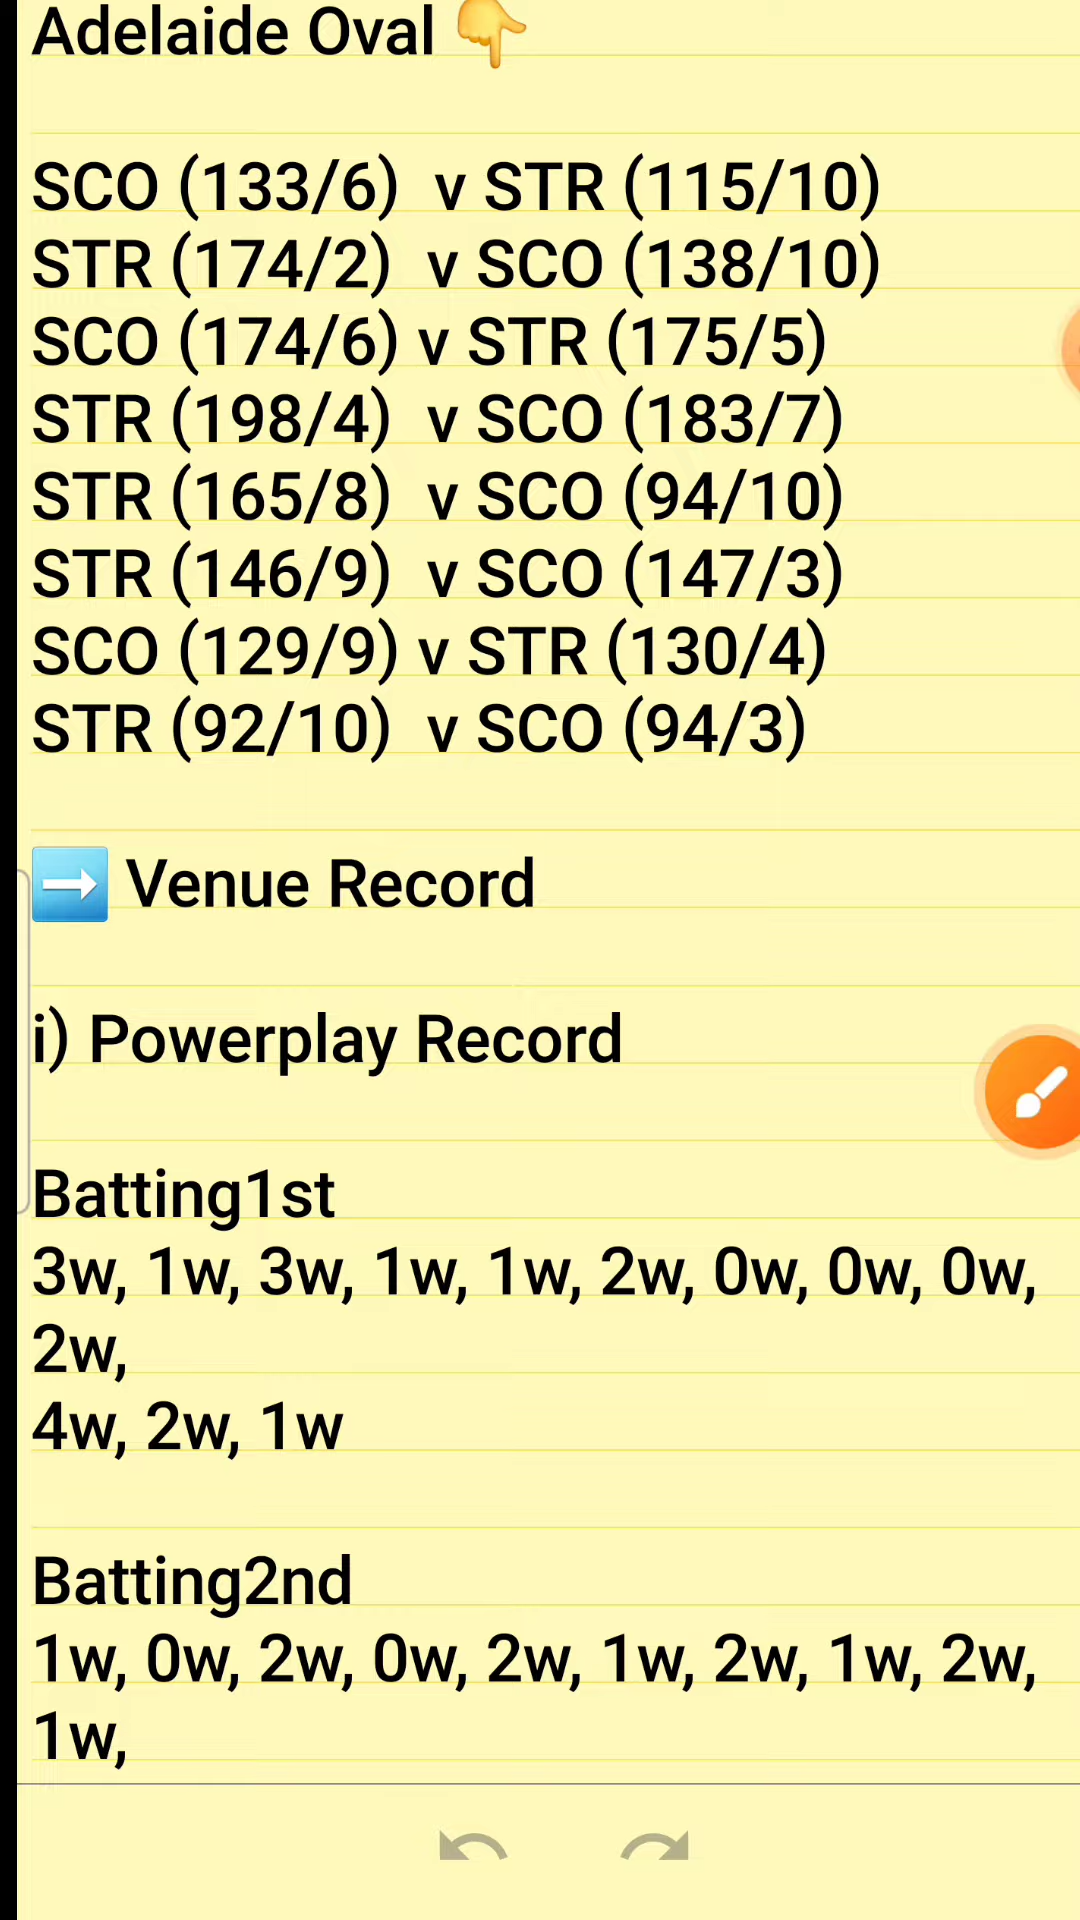 Adelaide Oval 👇
SCO (133/6) v STR (115/10)
STR (174/2) v SCO (138/10)
SCO (174/6) v STR (175/5)
STR (198/4) v SCO (183/7)
STR (165/8) v SCO (94/10)
STR (146/9) v SCO (147/3)
SCO (129/9) v STR (130/4)
STR (92/10) v SCO (94/3)
➡️ Venue Record
i) Powerplay Record
Batting1st
3w, 1w, 3w, 1w, 1w, 2w, 0w, 0w, 0w,
2w,
4w, 2w, 1w
Batting2nd
1w, 0w, 2w, 0w, 2w, 1w, 2w, 1w, 2w,
1w,